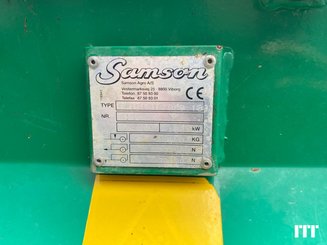 Samson
Samson Agro A/S
Vestermarksvej 25 · 8800 Viborg
Telefon. 87 50 93 00
Telefax 87 50 93 01
CE
TYPE
NR.
kW
KG
N
N
ITT